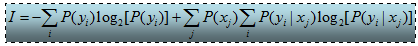 I = -∑_i P(y_i)log_2[P(y_i)] + ∑_j P(x_j)∑_i P(y_i | x_j)log_2[P(y_i | x_j)]